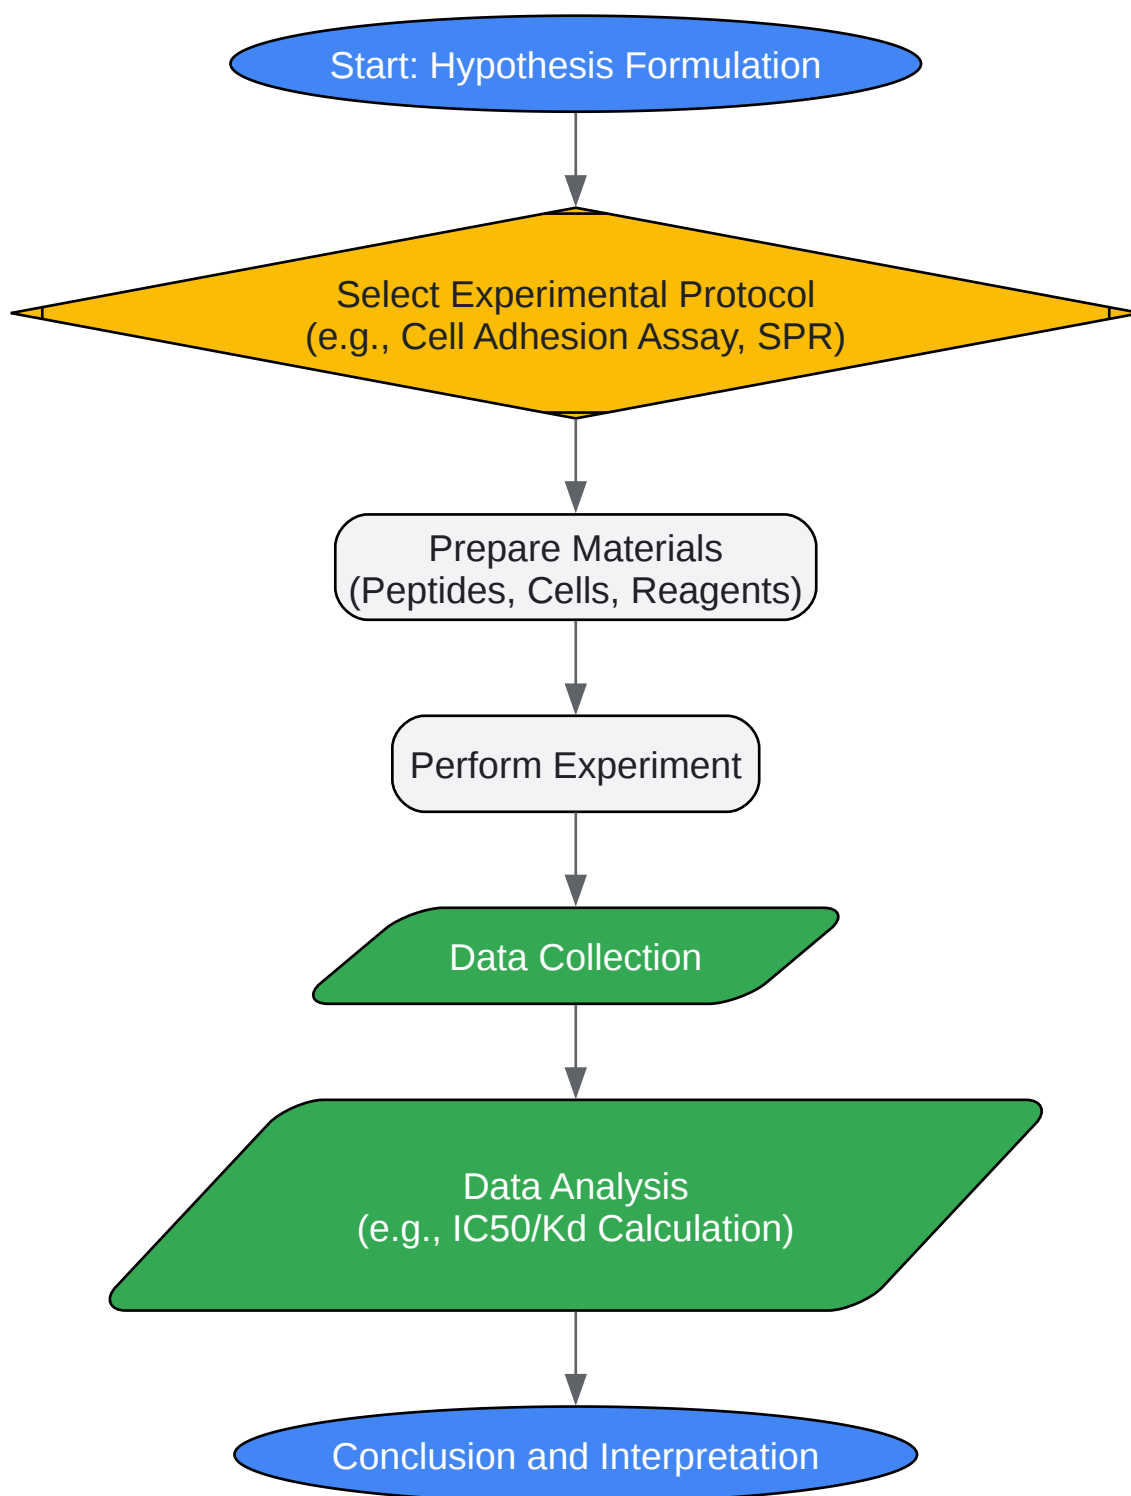 Start: Hypothesis Formulation
Select Experimental Protocol
(e.g., Cell Adhesion Assay, SPR)
Prepare Materials
(Peptides, Cells, Reagents)
Perform Experiment
Data Collection
Data Analysis
(e.g., IC50/Kd Calculation)
Conclusion and Interpretation